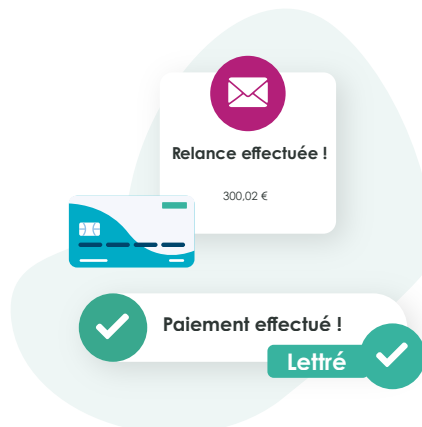 Relance effectuée !
300,02 €
Paiement effectué !
Lettré